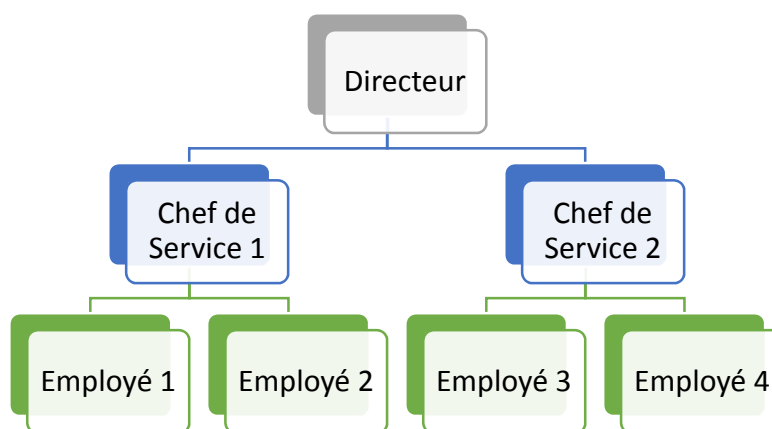 Directeur
Chef de
Service 1
Chef de
Service 2
Employé 1
Employé 2
Employé 3
Employé 4